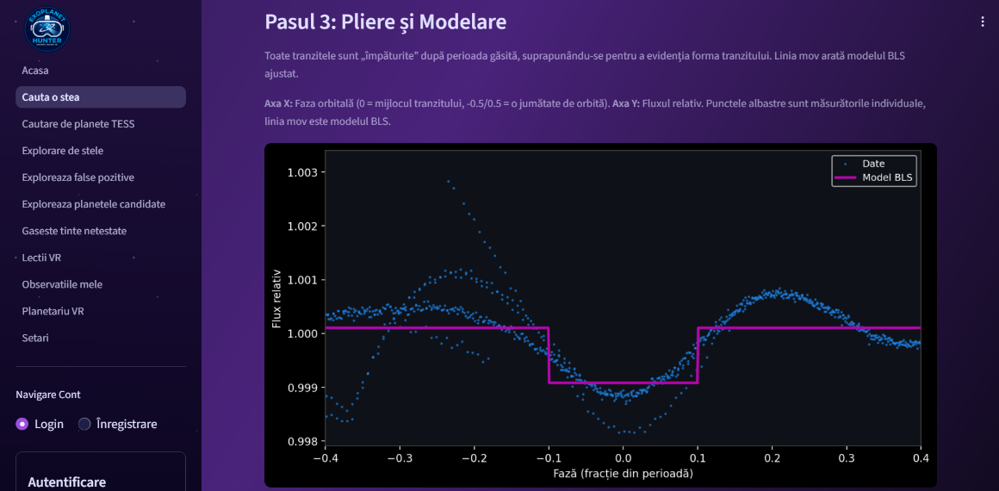 EXOPLANET
HUNTER
Acasa
Cauta o stea
Cautare de planete TESS
Explorare de stele
Exploreaza false pozitive
Exploreaza planetele candidate
Gaseste tinte netestate
Lectii VR
Observatiile mele
Planetariu VR
Setari
Navigare Cont
Login
Înregistrare
Autentificare
Pasul 3: Pliere și Modelare
Toate tranzitele sunt „împăturite” după perioada găsită, suprapunându-se pentru a evidenția forma tranzitului. Linia mov arată modelul BLS
ajustat.
Axa X: Faza orbitală (0 = mijlocul tranzitului, -0.5/0.5 = o jumătate de orbită). Axa Y: Fluxul relativ. Punctele albastre sunt măsurătorile individuale,
linia mov este modelul BLS.
Date
Model BLS
Flux relativ
1.003
1.002
1.001
1.000
0.999
0.998
−0.4 −0.3 −0.2 −0.1 0.0 0.1 0.2 0.3 0.4
Fază (fracție din perioadă)